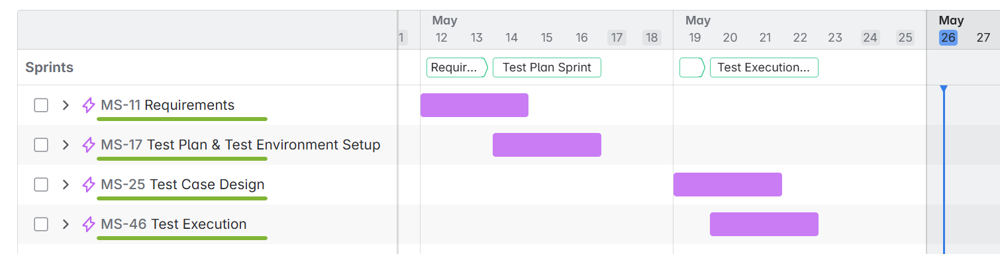 May May May
1 12 13 14 15 16 17 18 19 20 21 22 23 24 25 26 27
Sprints Requir... Test Plan Sprint Test Execution...
MS-11 Requirements
MS-17 Test Plan & Test Environment Setup
MS-25 Test Case Design
MS-46 Test Execution